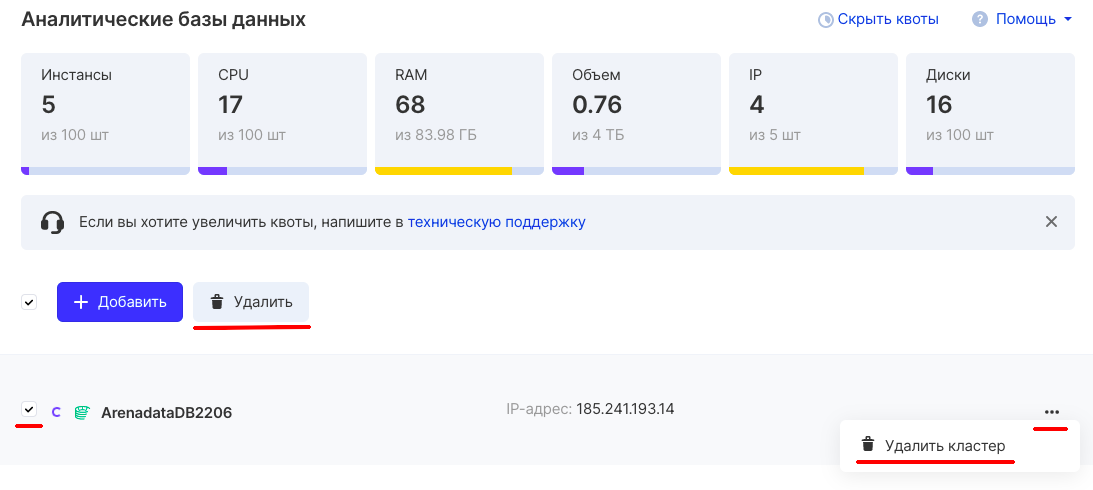 Аналитические базы данных
Скрыть квоты
Помощь
Инстансы
5
из 100 шт
CPU
17
из 100 шт
RAM
68
из 83.98 ГБ
Объем
0.76
из 4 ТБ
IP
4
из 5 шт
Диски
16
из 100 шт
Если вы хотите увеличить квоты, напишите в техническую поддержку
Добавить
Удалить
ArenadataDB2206
IP-адрес: 185.241.193.14
Удалить кластер